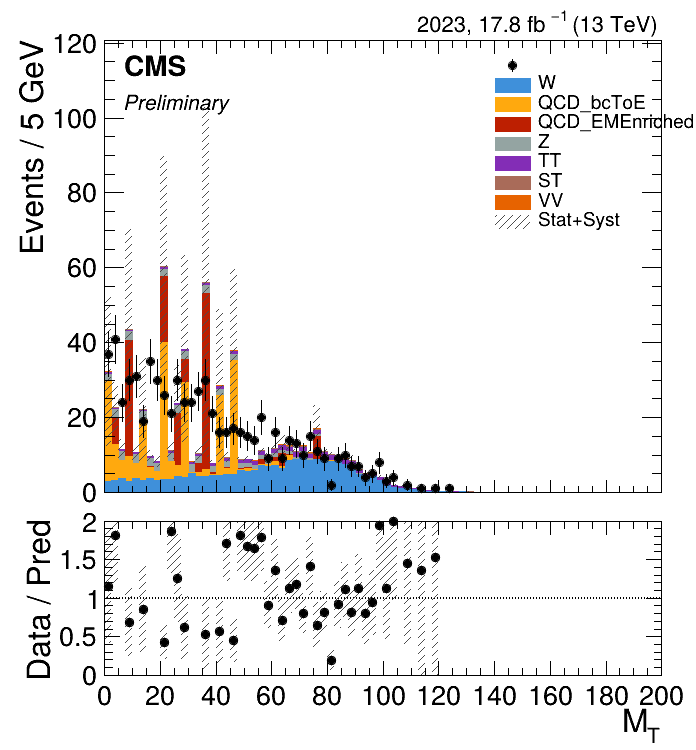 2023, 17.8 fb⁻¹ (13 TeV)
CMS
Preliminary
W
QCD_bcToE
QCD_EMEnriched
Z
TT
ST
VV
Stat+Syst
Events / 5 GeV
120
100
80
60
40
20
0
Data / Pred
2
1.5
1
0.5
0
0 20 40 60 80 100 120 140 160 180 200
M_T